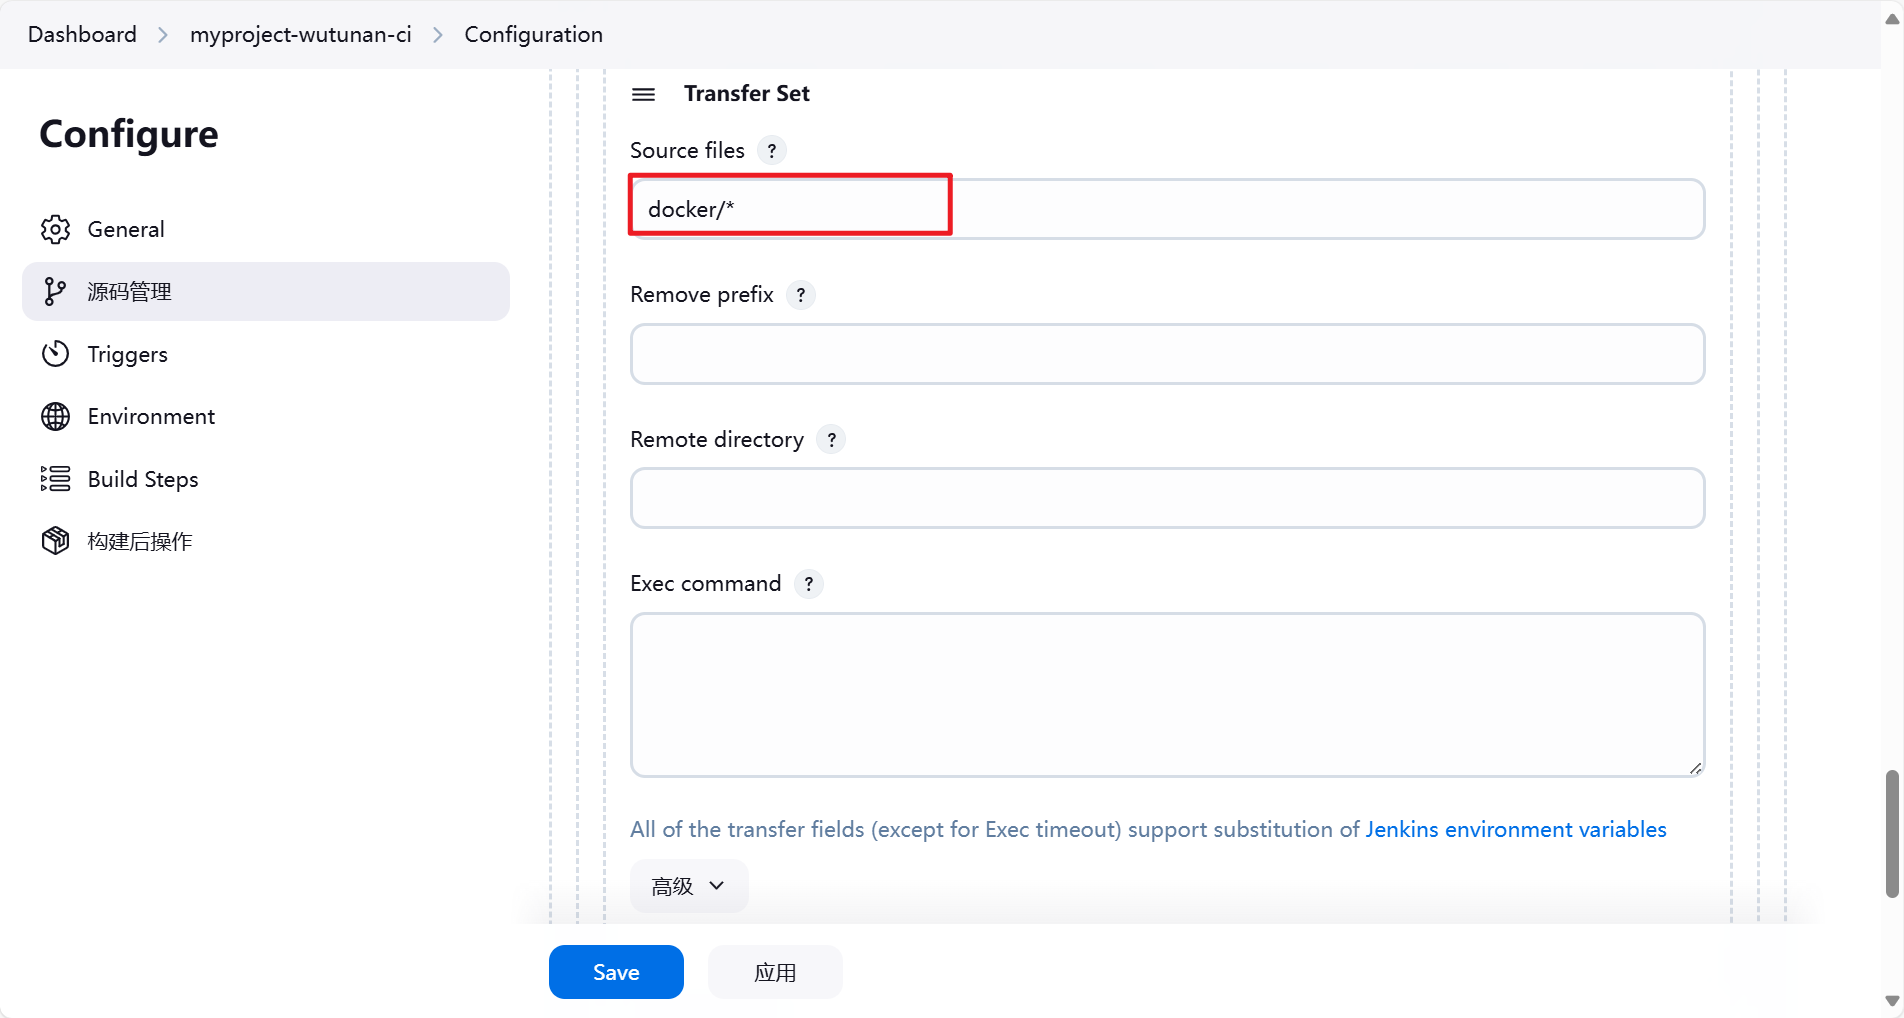 Dashboard > myproject-wutunan-ci > Configuration
Configure
General
源码管理
Triggers
Environment
Build Steps
构建后操作
Transfer Set
Source files ?
docker/*
Remove prefix ?
Remote directory ?
Exec command ?
All of the transfer fields (except for Exec timeout) support substitution of Jenkins environment variables
高级
Save
应用